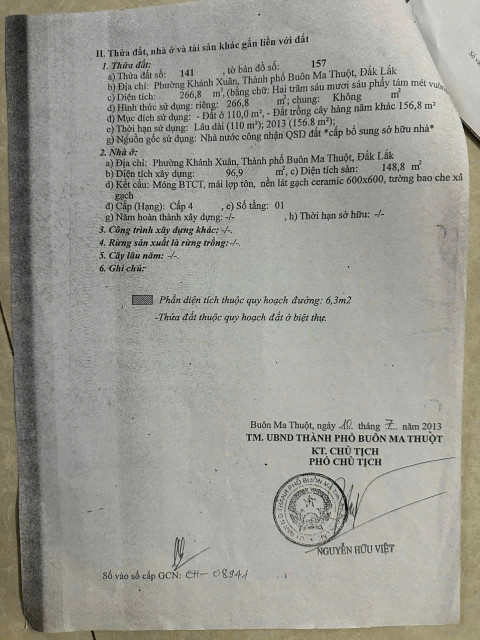 II. Thửa đất, nhà ở và tài sản khác gắn liền với đất
1. Thửa đất:
a) Thửa đất số: 141 , tờ bản đồ số: 157
b) Địa chỉ: Phường Khánh Xuân, Thành phố Buôn Ma Thuột, Đắk Lắk
c) Diện tích: 266,8 m², (bằng chữ: Hai trăm sáu mươi sáu phẩy tám mét vuông
d) Hình thức sử dụng: riêng: 266,8 m²; chung: Không m²
đ) Mục đích sử dụng: - Đất ở 110,0 m², - Đất trồng cây hàng năm khác 156,8 m²
e) Thời hạn sử dụng: Lâu dài (110 m²); 2013 (156.8 m²);
g) Nguồn gốc sử dụng: Nhà nước công nhận QSD đất *cấp bổ sung sở hữu nhà*
2. Nhà ở:
a) Địa chỉ: Phường Khánh Xuân, Thành phố Buôn Ma Thuột, Đắk Lắk
b) Diện tích xây dựng: 96,9 m², c) Diện tích sàn: 148,8 m²
d) Kết cấu: Móng BTCT, mái lợp tôn, nền lát gạch ceramic 600x600, tường bao che xây
gạch
đ) Cấp (Hạng): Cấp 4 , e) Số tầng: 01
g) Năm hoàn thành xây dựng: -/- , h) Thời hạn sở hữu: -/-
3. Công trình xây dựng khác: -/-.
4. Rừng sản xuất là rừng trồng:-/-.
5. Cây lâu năm: -/-.
6. Ghi chú:
Phần diện tích thuộc quy hoạch đường: 6,3m2
-Thửa đất thuộc quy hoạch đất ở biệt thự.
Buôn Ma Thuột, ngày tháng 7 năm 2013
TM. UBND THÀNH PHỐ BUÔN MA THUỘT
KT. CHỦ TỊCH
PHÓ CHỦ TỊCH
NGUYỄN HỮU VIỆT
Số vào sổ cấp GCN: CH-08941